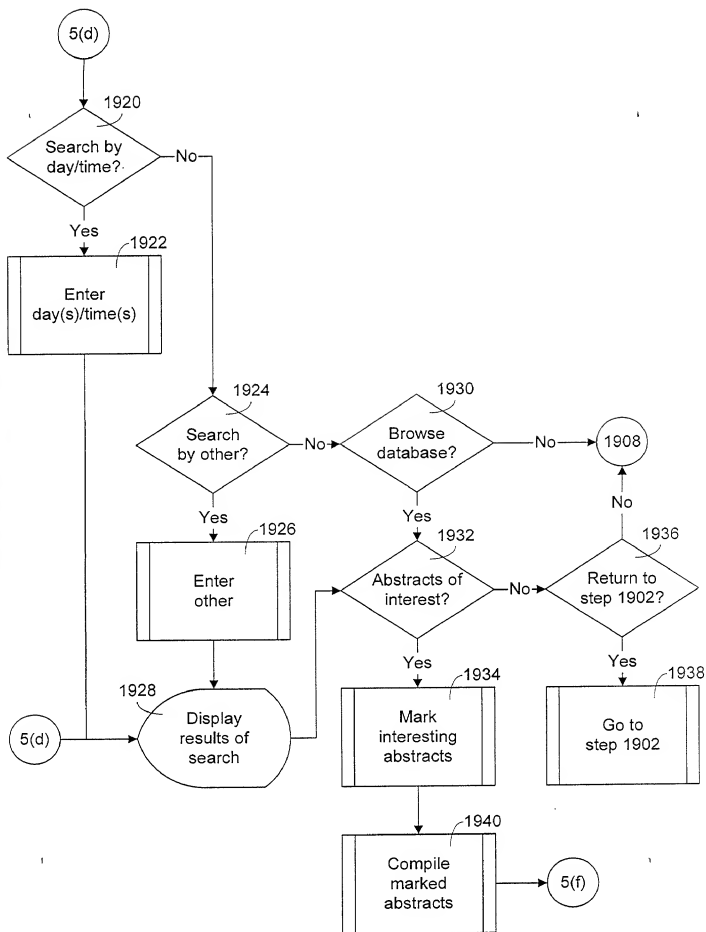 5(d)
1920
Search by
day/time?
No
Yes
1922
Enter
day(s)/time(s)
1924
Search
by other?
No
1930
Browse
database?
No
1908
Yes
1926
Enter
other
Yes
1932
Abstracts of
interest?
No
No
1936
Return to
step 1902?
1928
Display
results of
search
5(d)
Yes
1934
Mark
interesting
abstracts
Yes
1938
Go to
step 1902
1940
Compile
marked
abstracts
5(f)